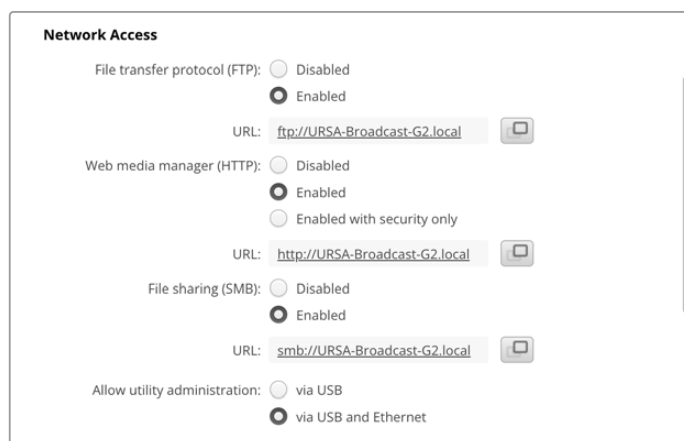 Network Access
File transfer protocol (FTP): Disabled
Enabled
URL: ftp://URSA-Broadcast-G2.local
Web media manager (HTTP): Disabled
Enabled
Enabled with security only
URL: http://URSA-Broadcast-G2.local
File sharing (SMB): Disabled
Enabled
URL: smb://URSA-Broadcast-G2.local
Allow utility administration: via USB
via USB and Ethernet